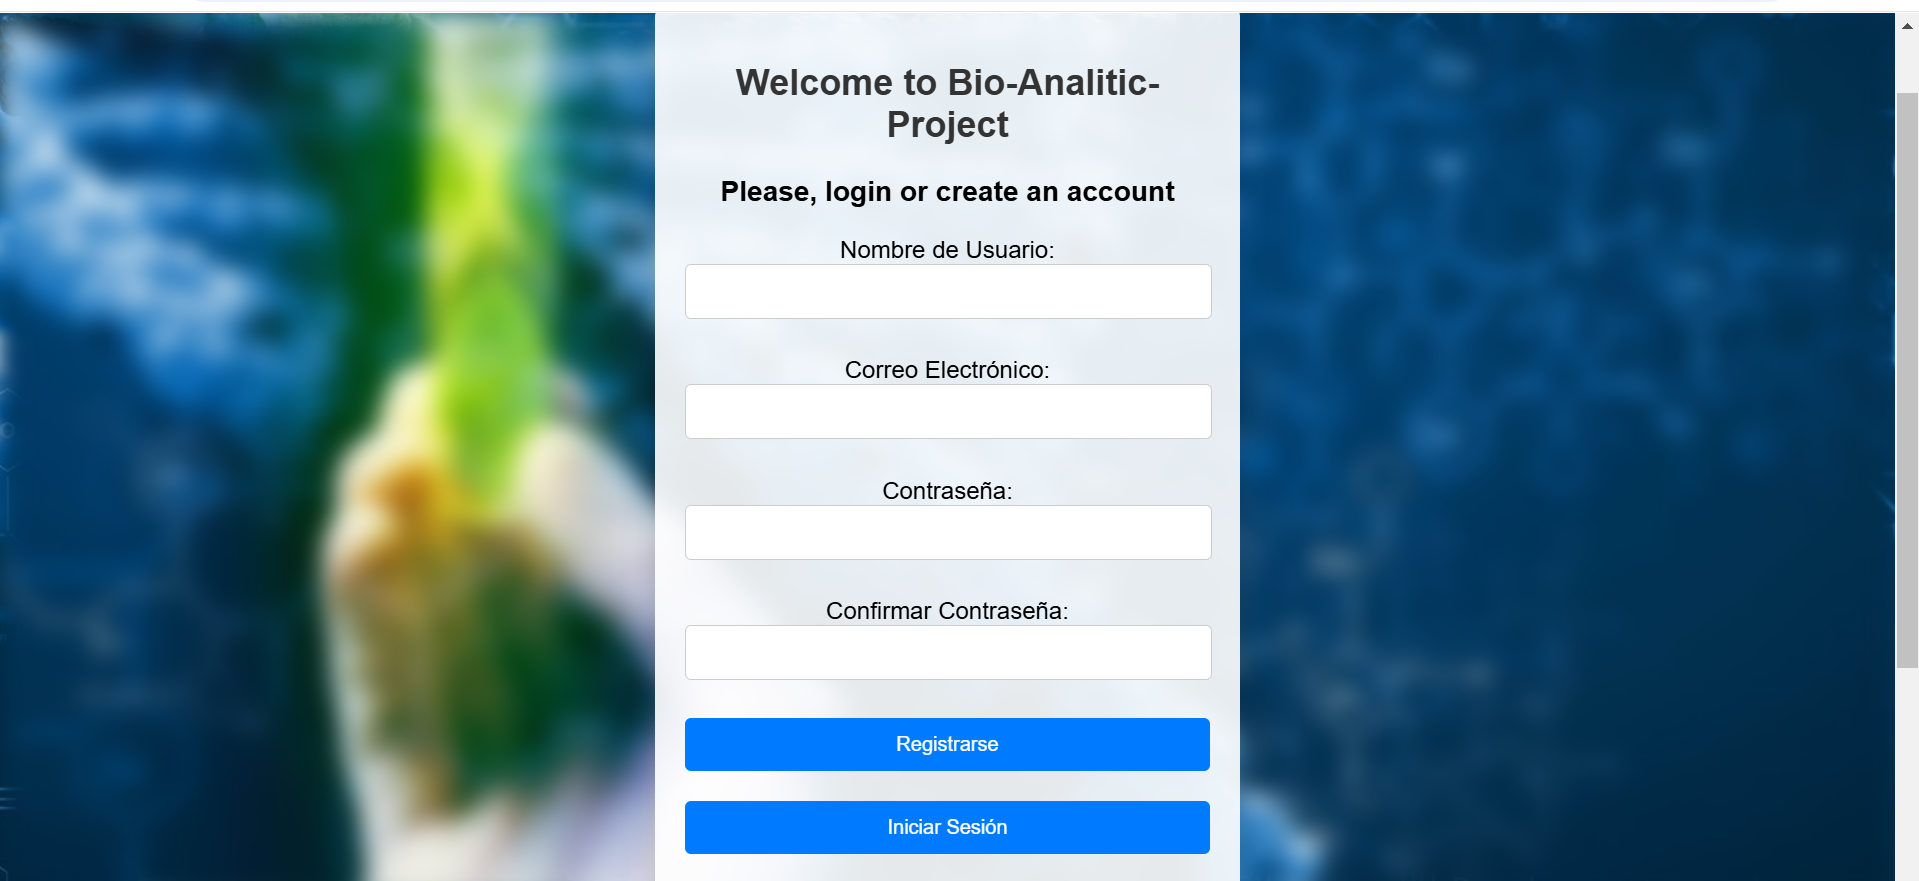 Welcome to Bio-Analitic-
Project
Please, login or create an account
Nombre de Usuario:
Correo Electrónico:
Contraseña:
Confirmar Contraseña:
Registrarse
Iniciar Sesión